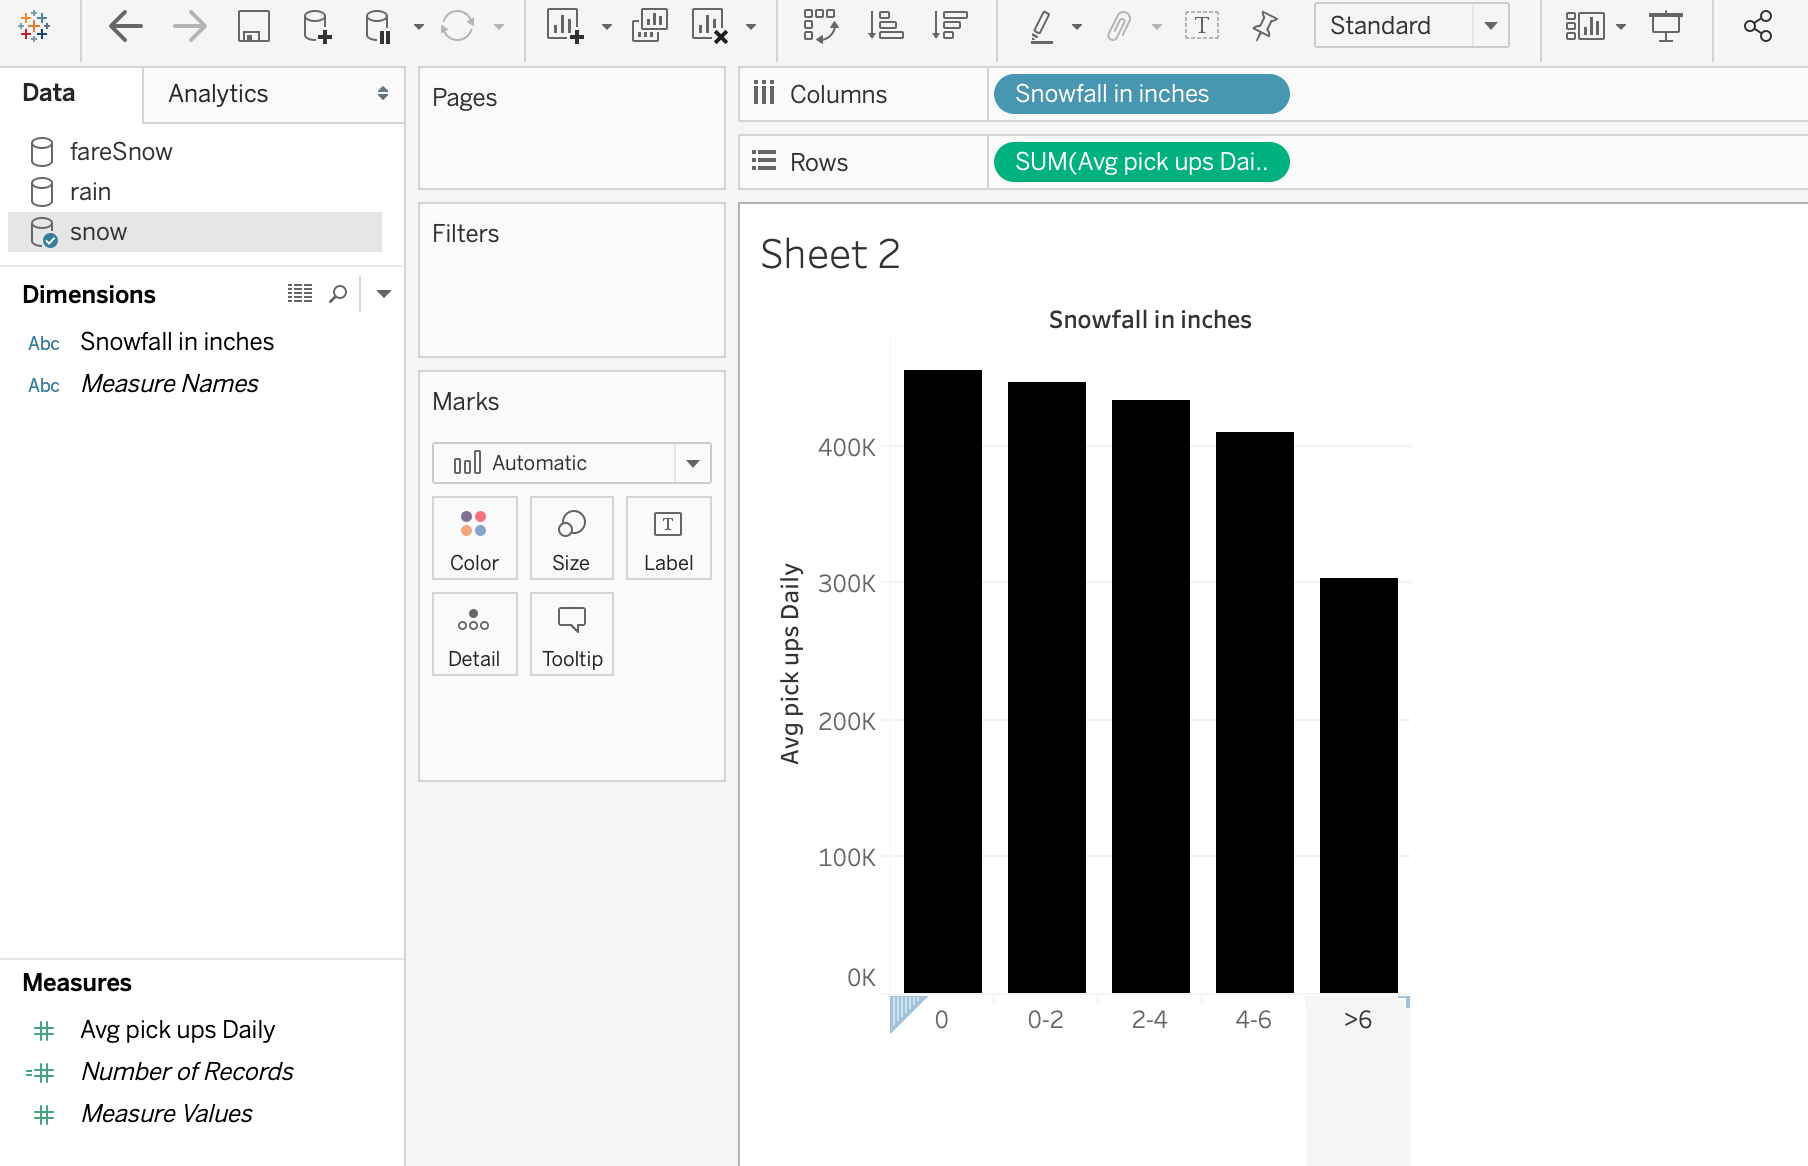 Standard
Data
Analytics
fareSnow
rain
snow
Dimensions
Abc Snowfall in inches
Abc Measure Names
Measures
Avg pick ups Daily
Number of Records
Measure Values
Pages
Filters
Marks
Automatic
Color
Size
T
Label
Detail
Tooltip
T
Columns
Snowfall in inches
Rows
SUM(Avg pick ups Dai..
Sheet 2
Snowfall in inches
Avg pick ups Daily
400K
300K
200K
100K
0K
0
0-2
2-4
4-6
>6